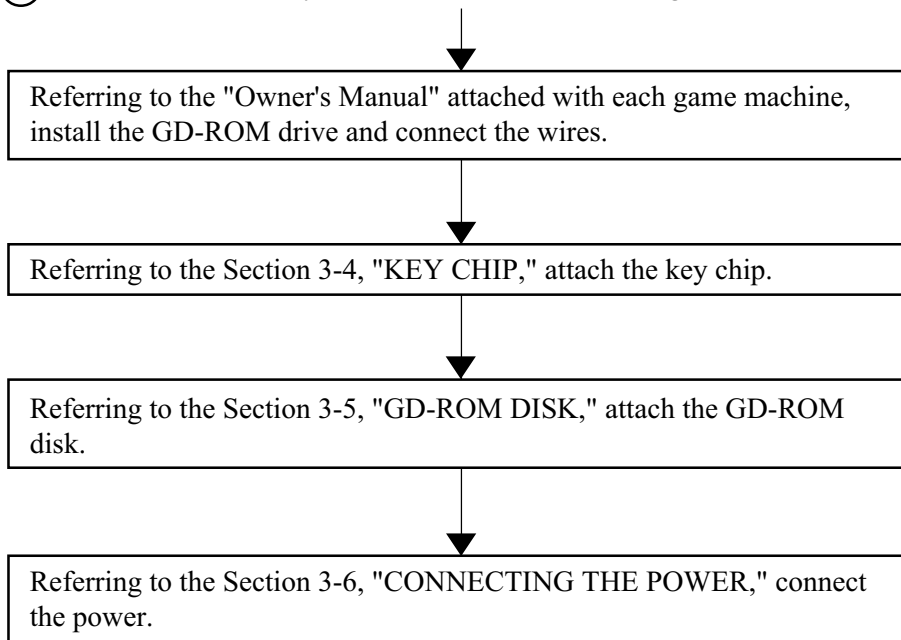 Referring to the "Owner's Manual" attached with each game machine,
install the GD-ROM drive and connect the wires.
Referring to the Section 3-4, "KEY CHIP," attach the key chip.
Referring to the Section 3-5, "GD-ROM DISK," attach the GD-ROM
disk.
Referring to the Section 3-6, "CONNECTING THE POWER," connect
the power.